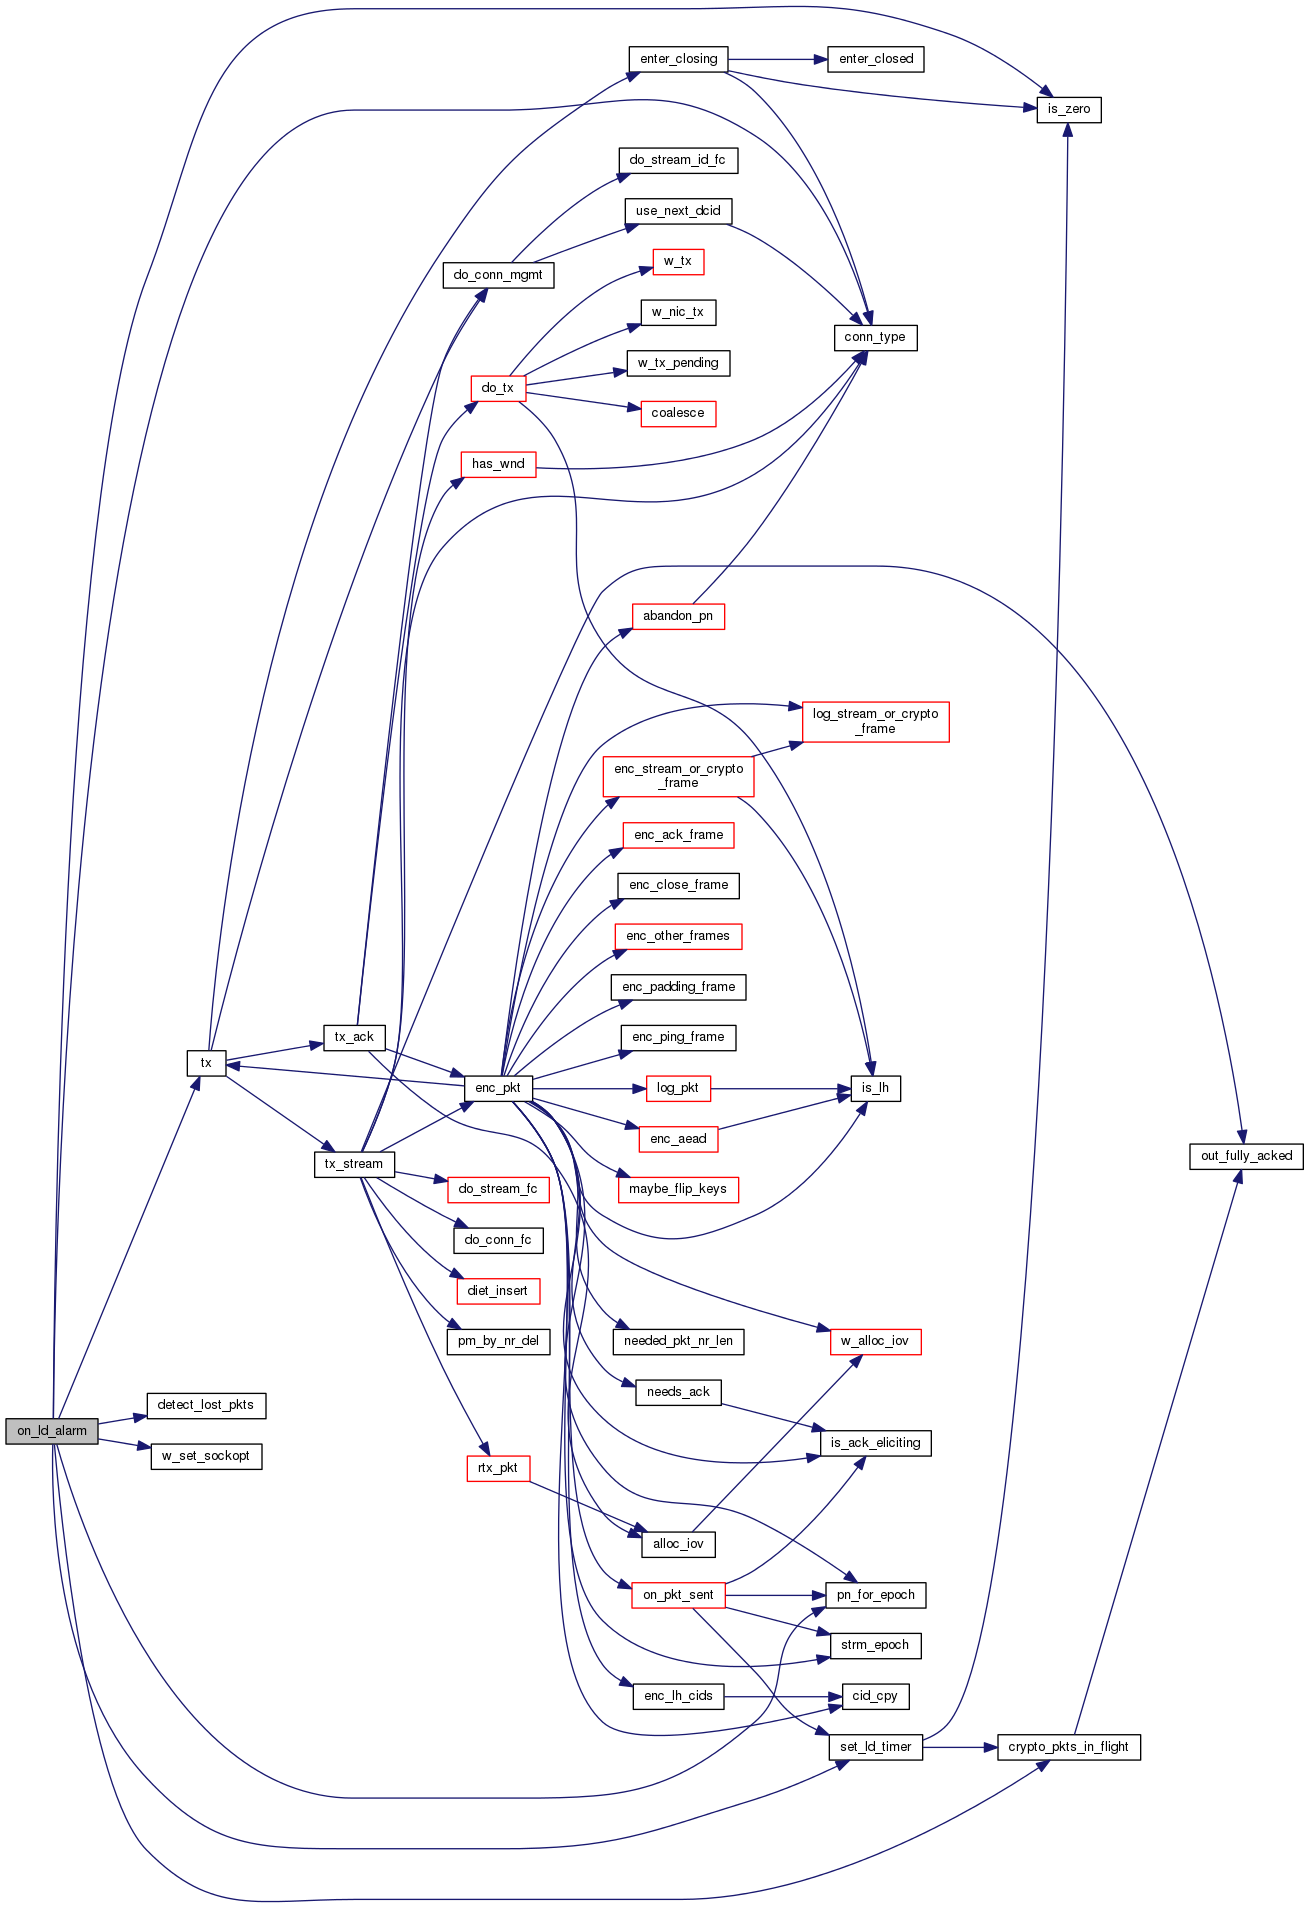 enter_closing
enter_closed
is_zero
do_stream_id_fc
use_next_dcid
w_tx
do_conn_mgmt
w_nic_tx
conn_type
w_tx_pending
do_tx
coalesce
has_wnd
abandon_pn
log_stream_or_crypto
_frame
enc_stream_or_crypto
_frame
enc_ack_frame
enc_close_frame
enc_other_frames
enc_padding_frame
tx_ack
enc_ping_frame
tx
enc_pkt
log_pkt
is_lh
enc_aead
out_fully_acked
tx_stream
do_stream_fc
maybe_flip_keys
do_conn_fc
diet_insert
pm_by_nr_del
needed_pkt_nr_len
w_alloc_iov
needs_ack
detect_lost_pkts
on_ld_alarm
is_ack_eliciting
w_set_sockopt
rtx_pkt
alloc_iov
on_pkt_sent
pn_for_epoch
strm_epoch
enc_lh_cids
cid_cpy
set_ld_timer
crypto_pkts_in_flight